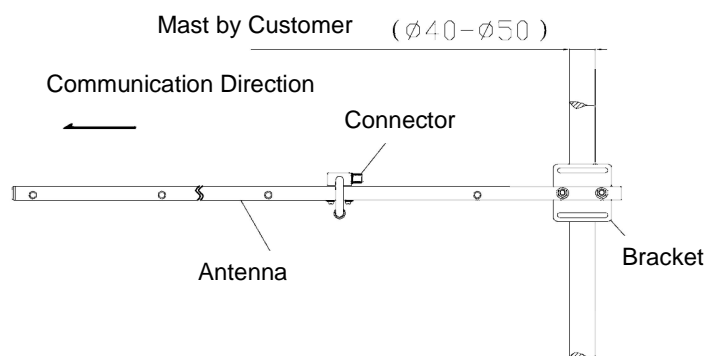 Mast by Customer (Ø40-Ø50)
Communication Direction
Connector
Antenna
Bracket